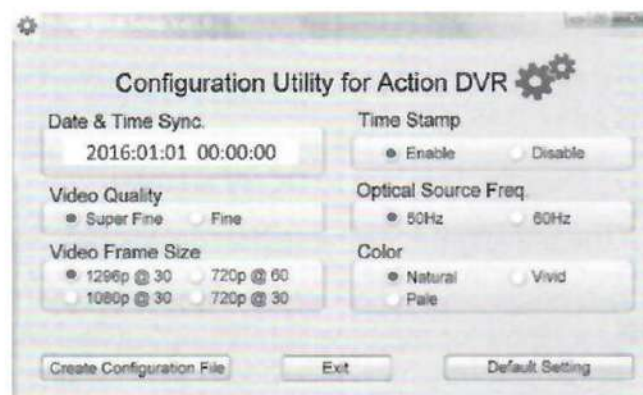 Configuration Utility for Action DVR
Date & Time Sync.
2016:01:01 00:00:00
Time Stamp
Enable Disable
Video Quality
Super Fine Fine
Optical Source Freq.
50Hz 60Hz
Video Frame Size
1296p @ 30 720p @ 60
1080p @ 30 720p @ 30
Color
Natural Vivid
Pale
Create Configuration File Exit Default Setting